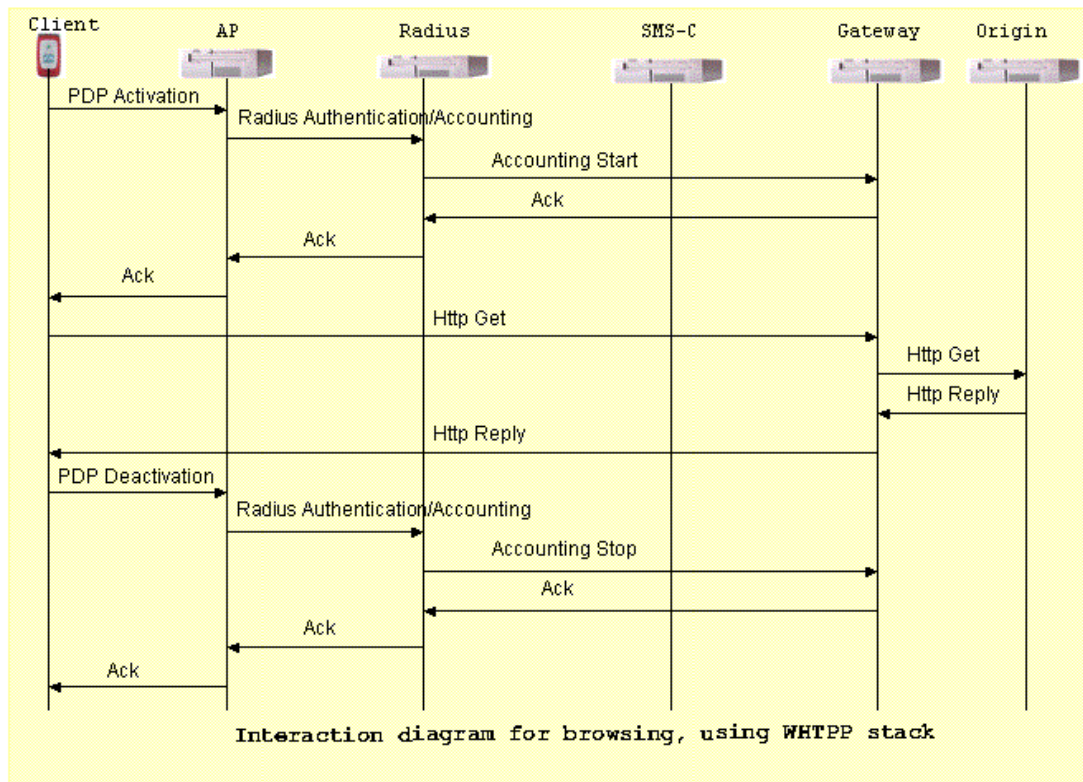 Client AP Radius SMS-C Gateway Origin
PDP Activation
Radius Authentication/Accounting
Accounting Start
Ack
Ack
Ack
Http Get
Http Get
Http Reply
Http Reply
PDP Deactivation
Radius Authentication/Accounting
Accounting Stop
Ack
Ack
Ack
Interaction diagram for browsing, using WHTPP stack